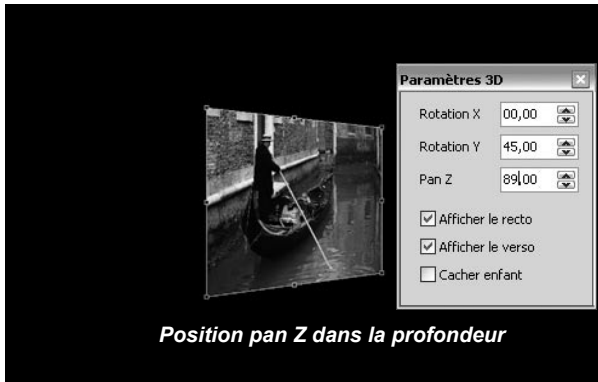 Paramètres 3D
Rotation X 00,00
Rotation Y 45,00
Pan Z 89,00
Afficher le recto
Afficher le verso
Cacher enfant
Position pan Z dans la profondeur